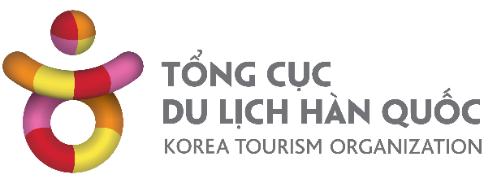 TỔNG CỤC
DU LỊCH HÀN QUỐC
KOREA TOURISM ORGANIZATION